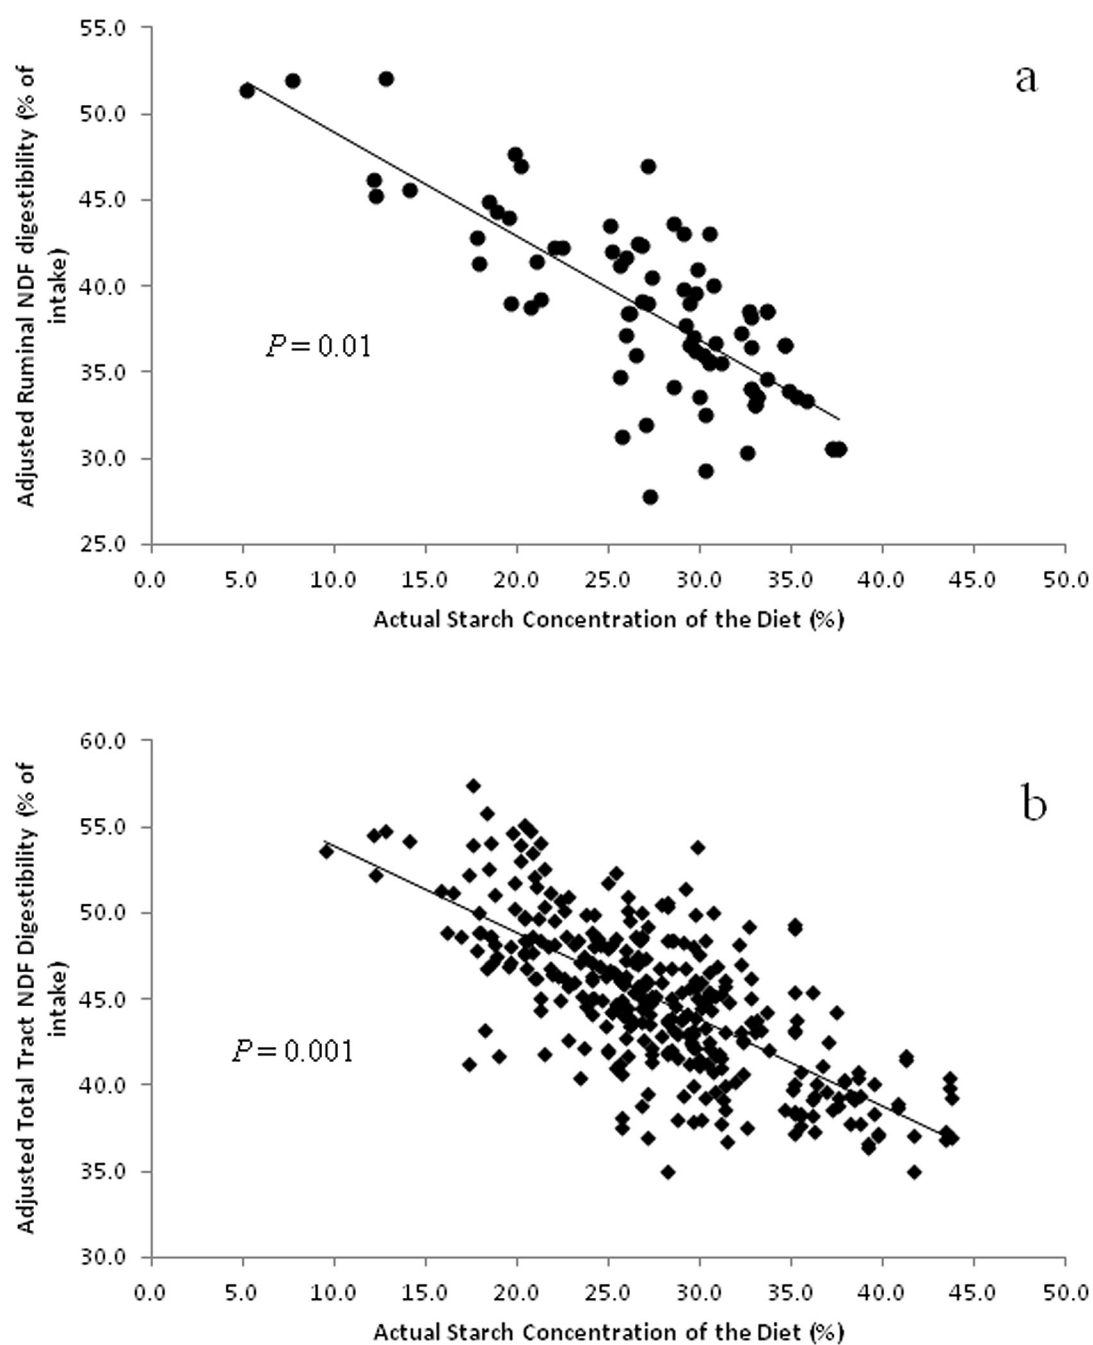 Adjusted Ruminal NDF digestibility (% of
intake)
55.0
50.0
45.0
40.0
35.0
30.0
25.0
a
P = 0.01
0.0 5.0 10.0 15.0 20.0 25.0 30.0 35.0 40.0 45.0 50.0
Actual Starch Concentration of the Diet (%)
Adjusted Total Tract NDF Digestibility (% of
intake)
60.0
55.0
50.0
45.0
40.0
35.0
30.0
b
P = 0.001
0.0 5.0 10.0 15.0 20.0 25.0 30.0 35.0 40.0 45.0 50.0
Actual Starch Concentration of the Diet (%)